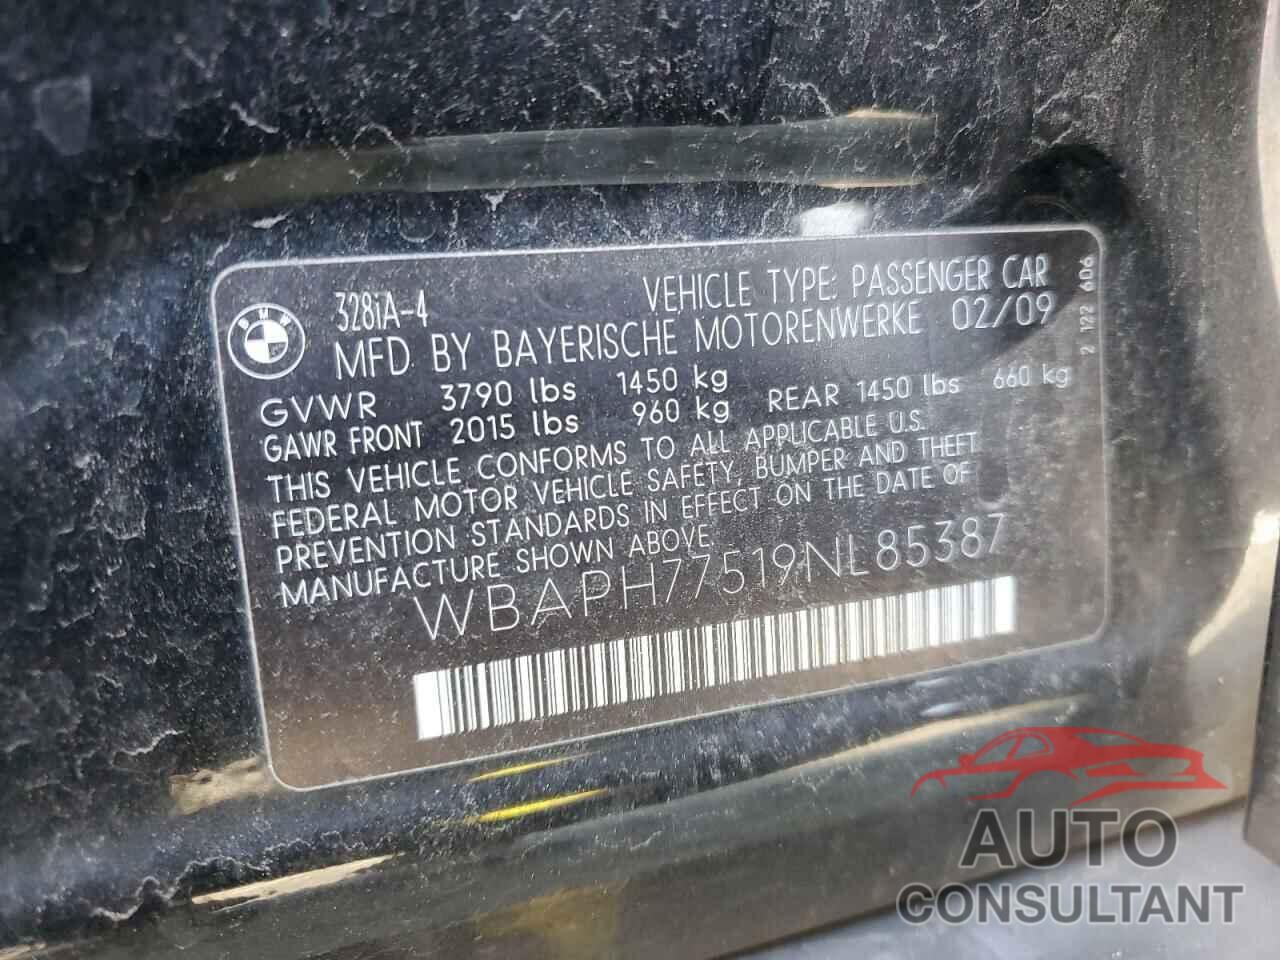 BMW
328iA-4 VEHICLE TYPE: PASSENGER CAR
MFD BY BAYERISCHE MOTORENWERKE 02/09
GVWR 3790 lbs 1450 kg
GAWR FRONT 2015 lbs 960 kg REAR 1450 lbs 660 kg
THIS VEHICLE CONFORMS TO ALL APPLICABLE U.S.
FEDERAL MOTOR VEHICLE SAFETY, BUMPER AND THEFT
PREVENTION STANDARDS IN EFFECT ON THE DATE OF
MANUFACTURE SHOWN ABOVE.
WBAPH77519NL85387
2 122 606
AUTO
CONSULTANT